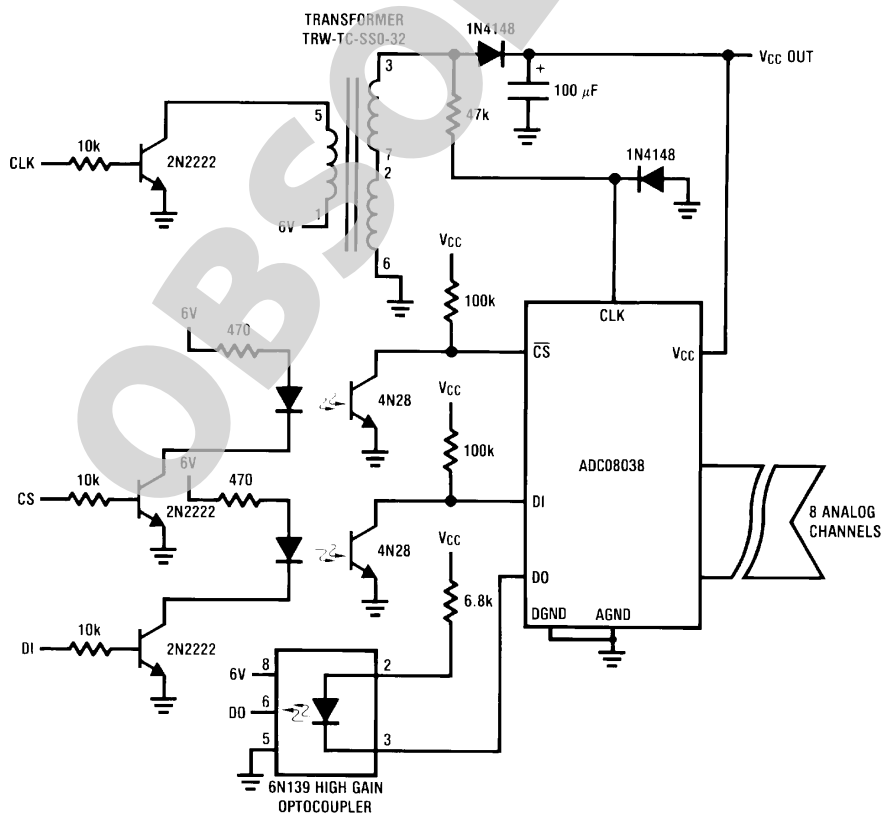 TRANSFORMER
TRW-TC-SSD-32
1N4148
VCC OUT
3
+
100 µF
47k
5
10k
CLK
2N2222
7
2
1N4148
1
6V
6
VCC
100k
CLK
6V
470
CS
VCC
4N28
VCC
100k
ADC08038
10k
6V
470
CS
2N2222
DI
8 ANALOG
CHANNELS
4N28
VCC
DO
6.8k
DGND
AGND
10k
DI
2N2222
8
2
6V
6
DO
5
3
6N139 HIGH GAIN
OPTOCOUPLER
OBSO